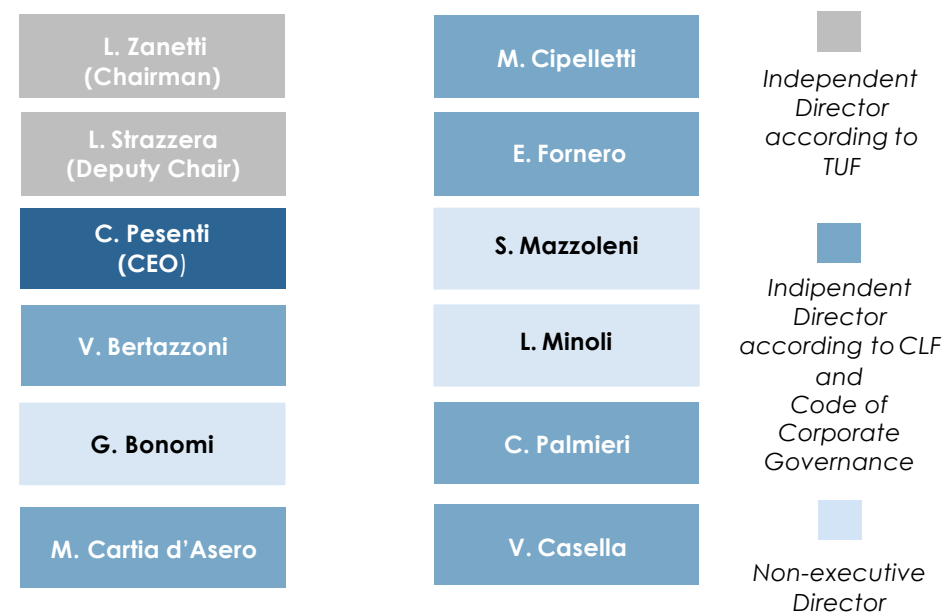 L. Zanetti
(Chairman)
L. Strazzera
(Deputy Chair)
C. Pesenti
(CEO)
V. Bertazzoni
G. Bonomi
M. Cartia d’Asero
M. Cipelletti
E. Fornero
S. Mazzoleni
L. Minoli
C. Palmieri
V. Casella
Independent
Director
according to
TUF
Indipendent
Director
according to CLF
and
Code of
Corporate
Governance
Non-executive
Director